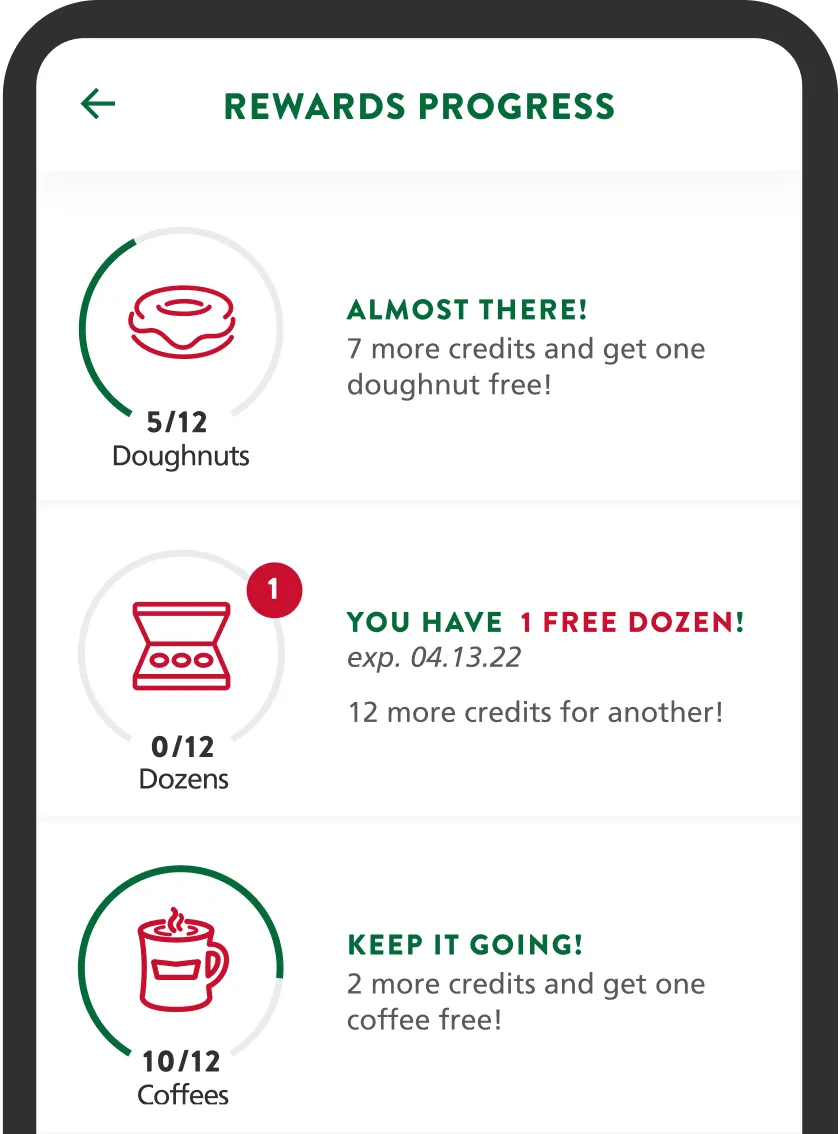 REWARDS PROGRESS
5/12
Doughnuts
ALMOST THERE!
7 more credits and get one
doughnut free!
1
0/12
Dozens
YOU HAVE 1 FREE DOZEN!
exp. 04.13.22
12 more credits for another!
10/12
Coffees
KEEP IT GOING!
2 more credits and get one
coffee free!